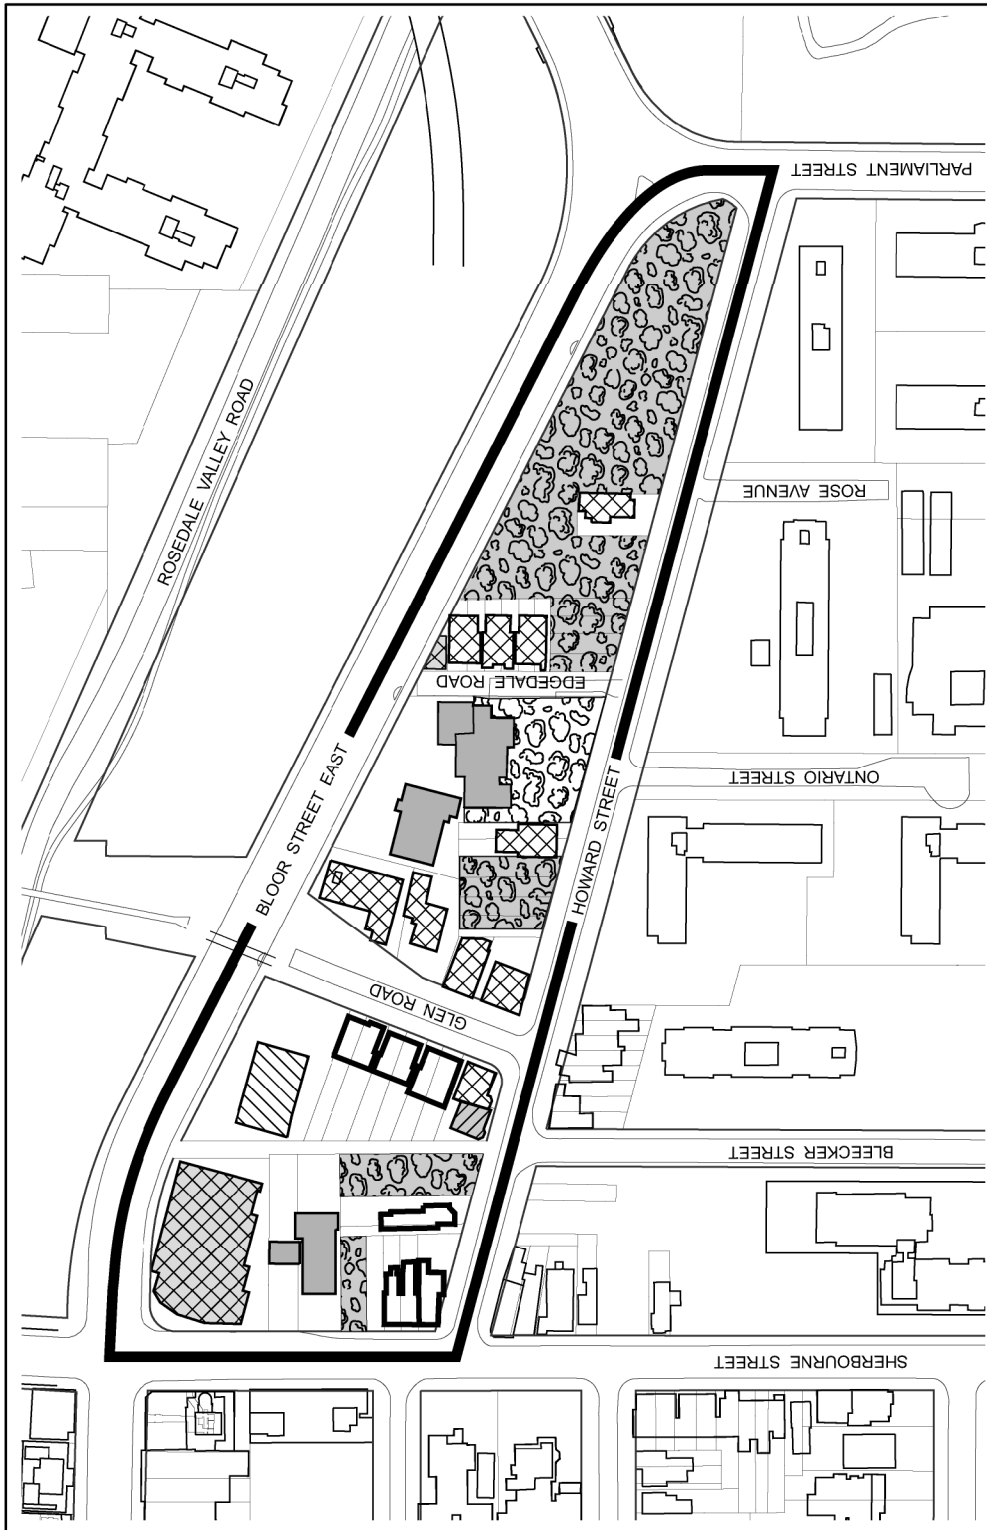 PARLIAMENT STREET
ROSEDALE VALLEY ROAD
ROSE AVENUE
EDGEDALE ROAD
BLOOR STREET EAST
HOWARD STREET
ONTARIO STREET
GLEN ROAD
BLEECKER STREET
SHERBOURNE STREET